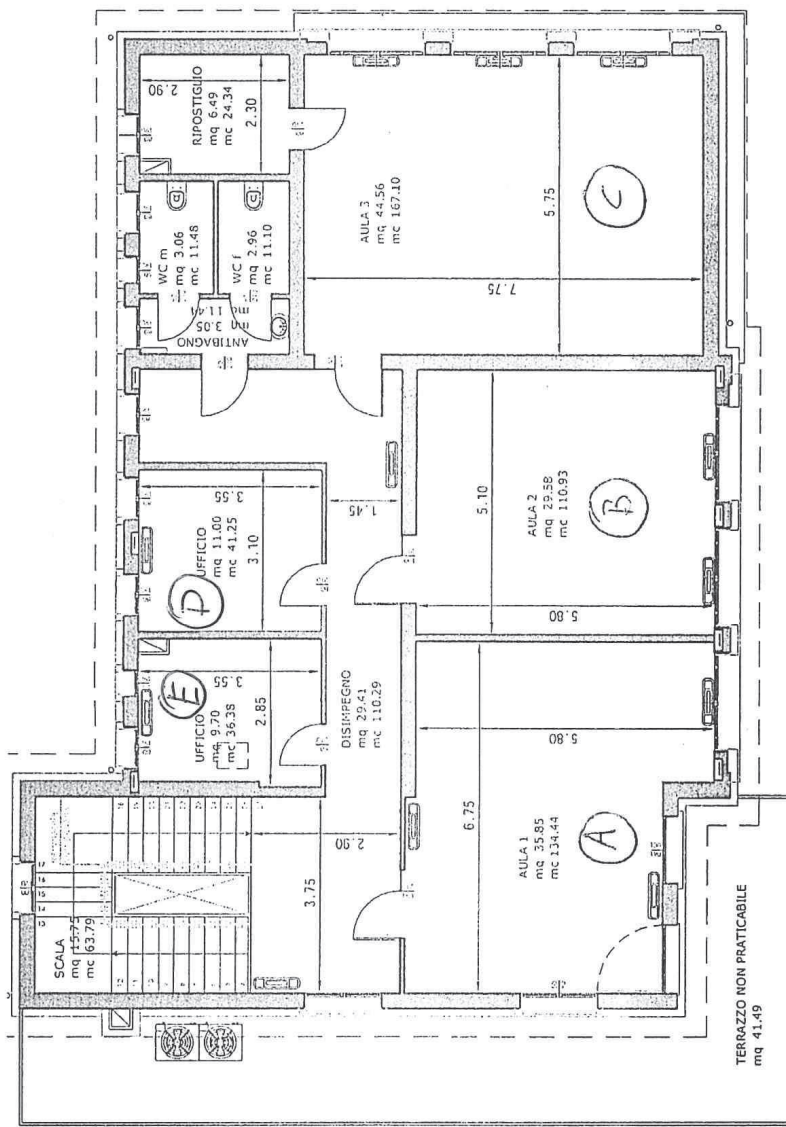 RIPOSTIGLIO
mq 6.49
mc 24.34
2.90
2.30
WC m
mq 3.06
mc 11.48
WC f
mq 2.96
mc 11.10
ANTIBAGNO
mq 3.05
mc 11.41
AULA 3
mq 44.56
mc 167.10
5.75
7.75
C
UFFICIO
mq 11.00
mc 41.25
3.55
3.10
D
1.45
AULA 2
mq 29.58
mc 110.93
5.10
5.80
B
UFFICIO
mq 9.70
mc 36.38
3.55
2.85
E
DISIMPEGNO
mq 29.41
mc 110.29
SCALA
mq 15.75
mc 63.79
2.90
3.75
AULA 1
mq 35.85
mc 134.44
6.75
5.80
A
TERRAZZO NON PRATICABILE
mq 41.49